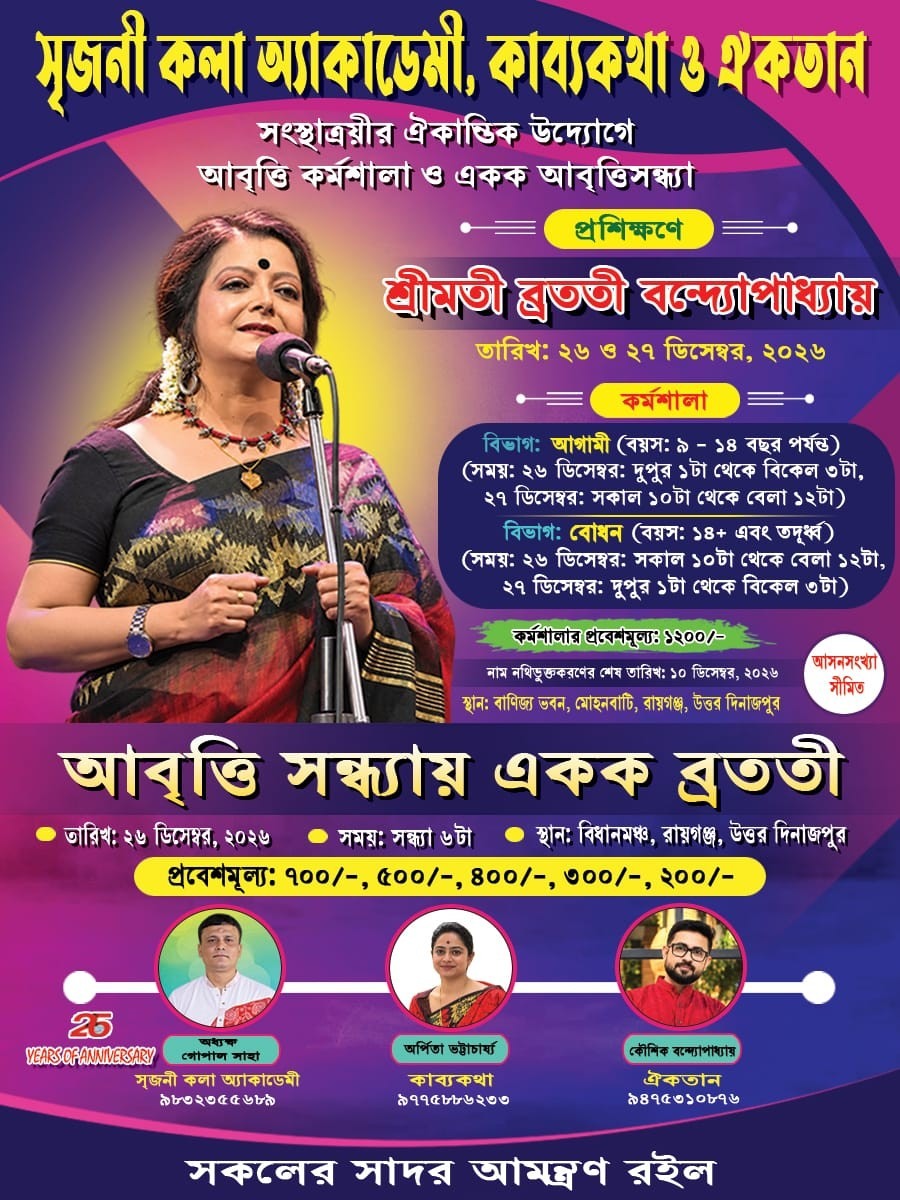 সৃজনী কলা অ্যাকাডেমী, কাব্যকথা ও ঐকতান
সংস্থাত্রয়ীর ঐকান্তিক উদ্যোগে
আবৃত্তি কর্মশালা ও একক আবৃত্তিসন্ধ্যা
প্রশিক্ষণে
শ্রীমতী ব্রততী বন্দ্যোপাধ্যায়
তারিখ: ২৬ ও ২৭ ডিসেম্বর, ২০২৬
কর্মশালা
বিভাগ: আগামী (বয়স: ৯ – ১৪ বছর পর্যন্ত)
(সময়: ২৬ ডিসেম্বর: দুপুর ১টা থেকে বিকেল ৩টা,
২৭ ডিসেম্বর: সকাল ১০টা থেকে বেলা ১২টা)
বিভাগ: বোধন (বয়স: ১৪+ এবং তদূর্ধ্ব)
(সময়: ২৬ ডিসেম্বর: সকাল ১০টা থেকে বেলা ১২টা,
২৭ ডিসেম্বর: দুপুর ১টা থেকে বিকেল ৩টা)
কর্মশালার প্রবেশমূল্য: ১২০০/-
নাম নথিভুক্তকরণের শেষ তারিখ: ১০ ডিসেম্বর, ২০২৬
স্থান: বাণিজ্য ভবন, মোহনবাটি, রায়গঞ্জ, উত্তর দিনাজপুর
আসনসংখ্যা
সীমিত
আবৃত্তি সন্ধ্যায় একক ব্রততী
তারিখ: ২৬ ডিসেম্বর, ২০২৬
সময়: সন্ধ্যা ৬টা
স্থান: বিধানমঞ্চ, রায়গঞ্জ, উত্তর দিনাজপুর
প্রবেশমূল্য: ৭০০/-, ৫০০/-, ৪০০/-, ৩০০/-, ২০০/-
25
YEARS OF ANNIVERSARY
অধ্যক্ষ
গোপাল সাহা
সৃজনী কলা অ্যাকাডেমী
৯৮৩২৩৫৫৬৮৯
অর্পিতা ভট্টাচার্য্য
কাব্যকথা
৯৭৭৫৮৮৬২৩৩
কৌশিক বন্দ্যোপাধ্যায়
ঐকতান
৯৪৭৫৩১০৮৭৬
সকলের সাদর আমন্ত্রণ রইল